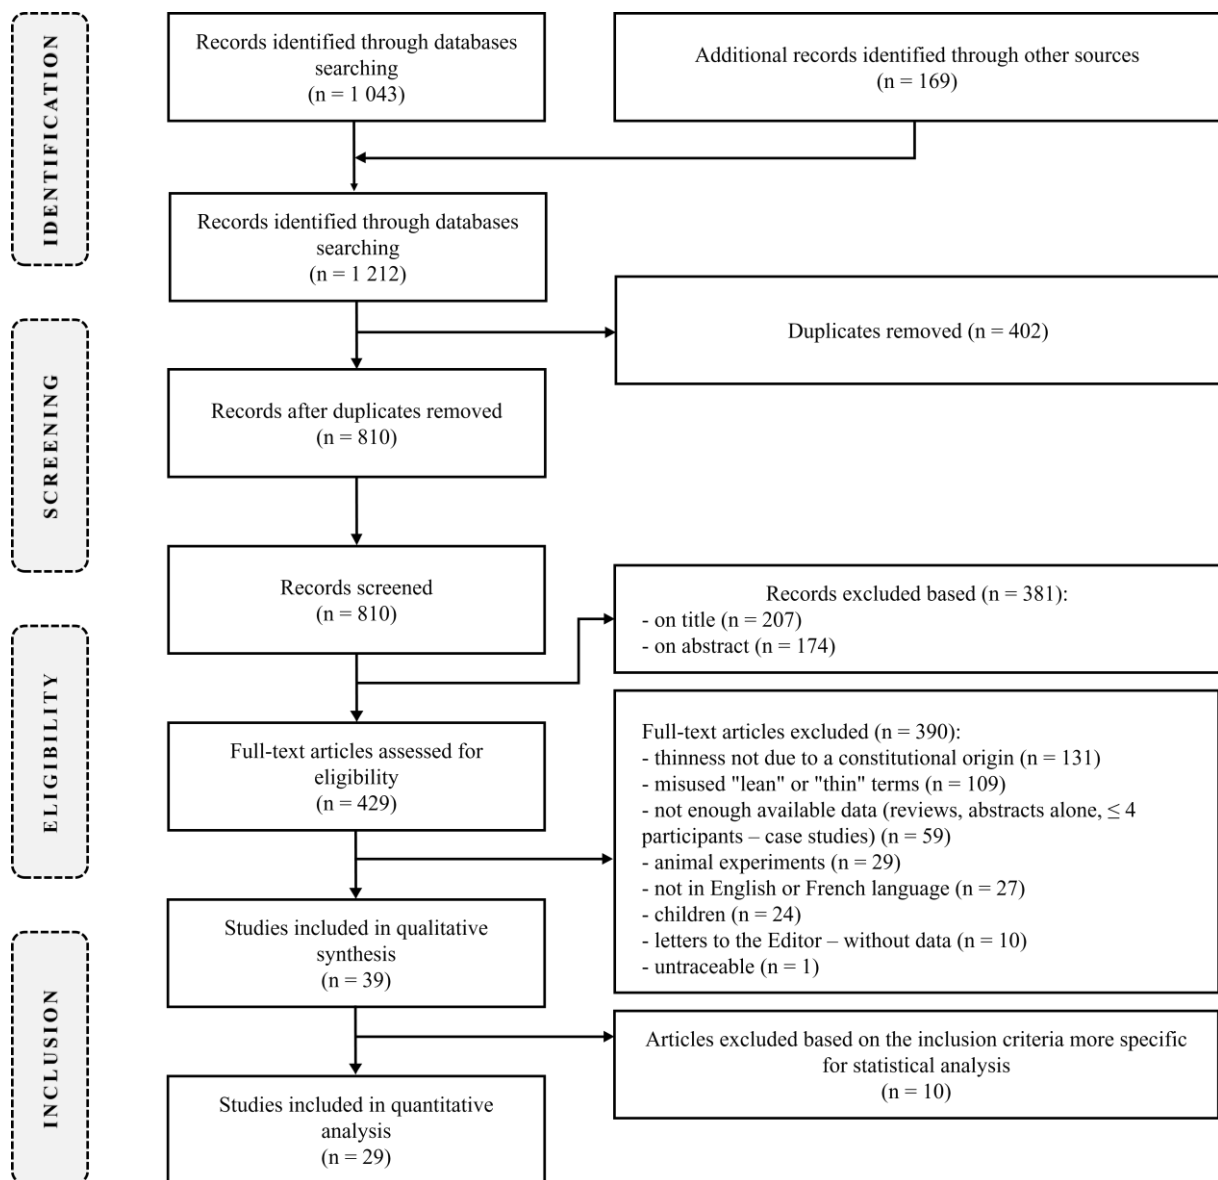 IDENTIFICATION
Records identified through databases
searching
(n = 1 043)
Additional records identified through other sources
(n = 169)
Records identified through databases
searching
(n = 1 212)
SCREENING
Duplicates removed (n = 402)
Records after duplicates removed
(n = 810)
Records screened
(n = 810)
Records excluded based (n = 381):
- on title (n = 207)
- on abstract (n = 174)
ELIGIBILITY
Full-text articles assessed for
eligibility
(n = 429)
Full-text articles excluded (n = 390):
- thinness not due to a constitutional origin (n = 131)
- misused "lean" or "thin" terms (n = 109)
- not enough available data (reviews, abstracts alone, ≤ 4
participants – case studies) (n = 59)
- animal experiments (n = 29)
- not in English or French language (n = 27)
- children (n = 24)
- letters to the Editor – without data (n = 10)
- untraceable (n = 1)
Studies included in qualitative
synthesis
(n = 39)
INCLUSION
Articles excluded based on the inclusion criteria more specific
for statistical analysis
(n = 10)
Studies included in quantitative
analysis
(n = 29)